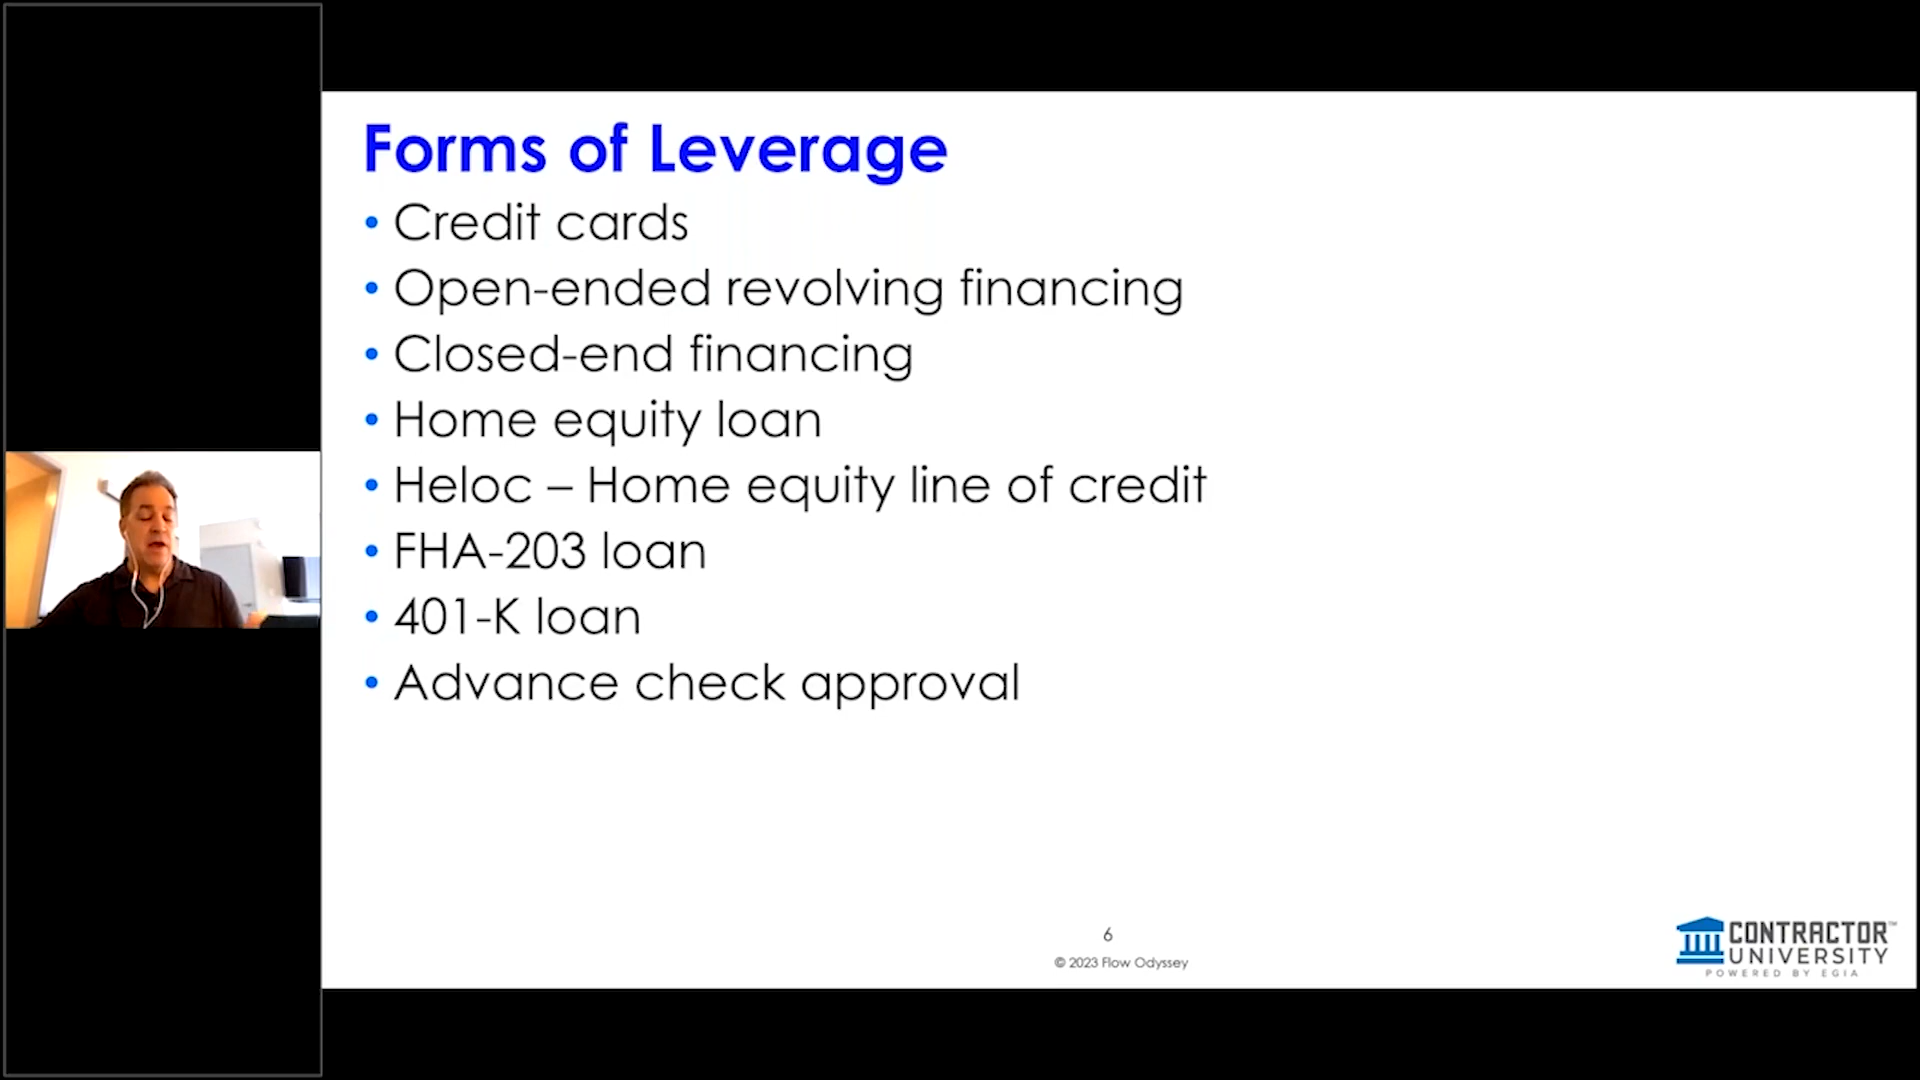 Forms of Leverage
• Credit cards
• Open-ended revolving financing
• Closed-end financing
• Home equity loan
• Heloc – Home equity line of credit
• FHA-203 loan
• 401-K loan
• Advance check approval
6
© 2023 Flow Odyssey
CONTRACTOR™
UNIVERSITY
POWERED BY EGIA